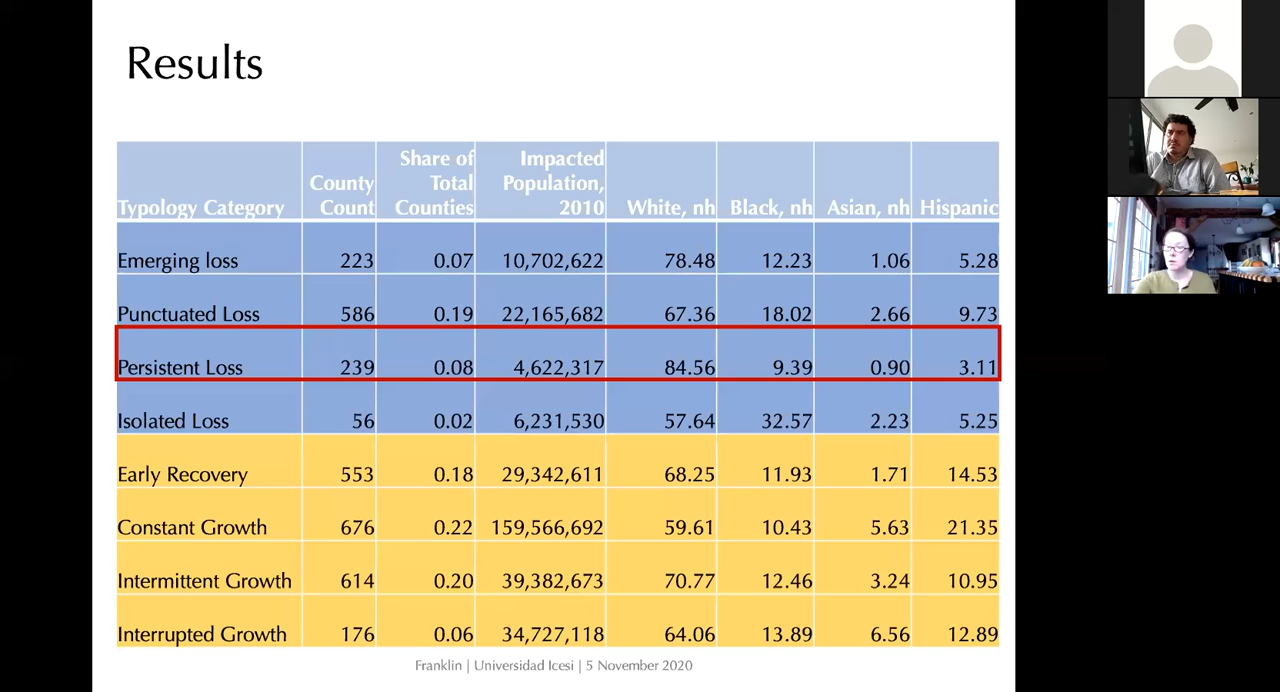 Results
Typology Category County Count Share of Total Counties Impacted Population, 2010 White, nh Black, nh Asian, nh Hispanic
Emerging loss 223 0.07 10,702,622 78.48 12.23 1.06 5.28
Punctuated Loss 586 0.19 22,165,682 67.36 18.02 2.66 9.73
Persistent Loss 239 0.08 4,622,317 84.56 9.39 0.90 3.11
Isolated Loss 56 0.02 6,231,530 57.64 32.57 2.23 5.25
Early Recovery 553 0.18 29,342,611 68.25 11.93 1.71 14.53
Constant Growth 676 0.22 159,566,692 59.61 10.43 5.63 21.35
Intermittent Growth 614 0.20 39,382,673 70.77 12.46 3.24 10.95
Interrupted Growth 176 0.06 34,727,118 64.06 13.89 6.56 12.89
Franklin | Universidad Icesi | 5 November 2020